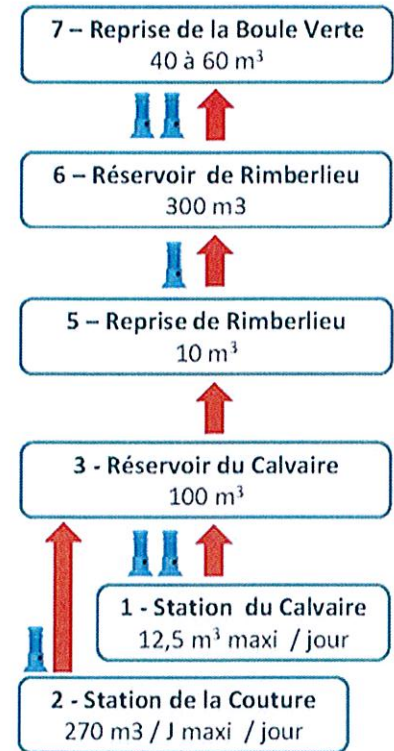 7 – Reprise de la Boule Verte
40 à 60 m³
6 – Réservoir de Rimberlieu
300 m3
5 – Reprise de Rimberlieu
10 m³
3 - Réservoir du Calvaire
100 m³
1 - Station du Calvaire
12,5 m³ maxi / jour
2 - Station de la Couture
270 m3 / J maxi / jour